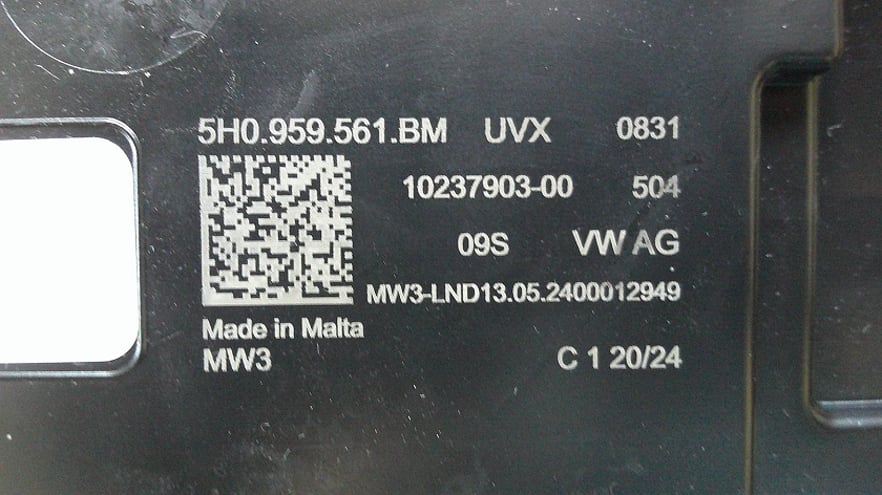 5H0.959.561.BM UVX 0831
10237903-00 504
09S VW AG
MW3-LND13.05.2400012949
Made in Malta
MW3 C 1 20/24